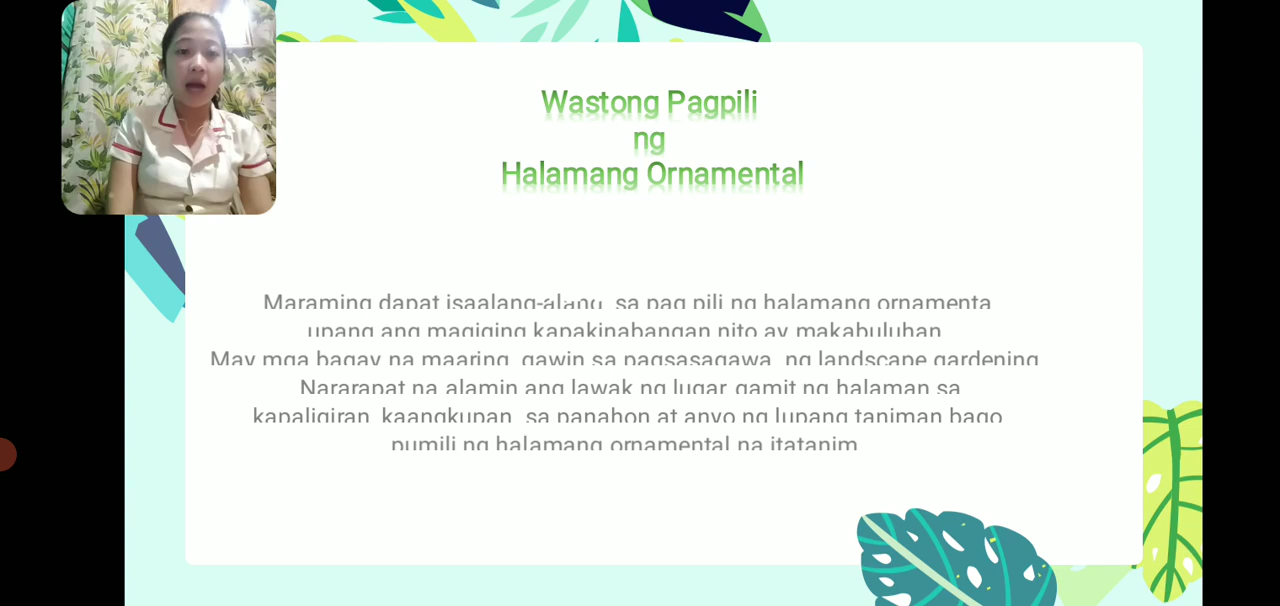 Wastong Pagpili
ng
Halamang Ornamental
Maraming dapat isaalang-alang sa pag pili ng halamang ornamenta
upang ang magiging kapakinabangan nito ay makabuluhan
May mga bagay na maaring gawin sa pagsasagawa ng landscape gardening
Nararapat na alamin ang lawak ng lugar gamit ng halaman sa
kapaligiran kaangkupan sa panahon at anyo ng lupang taniman bago
pumili ng halamang ornamental na itatanim